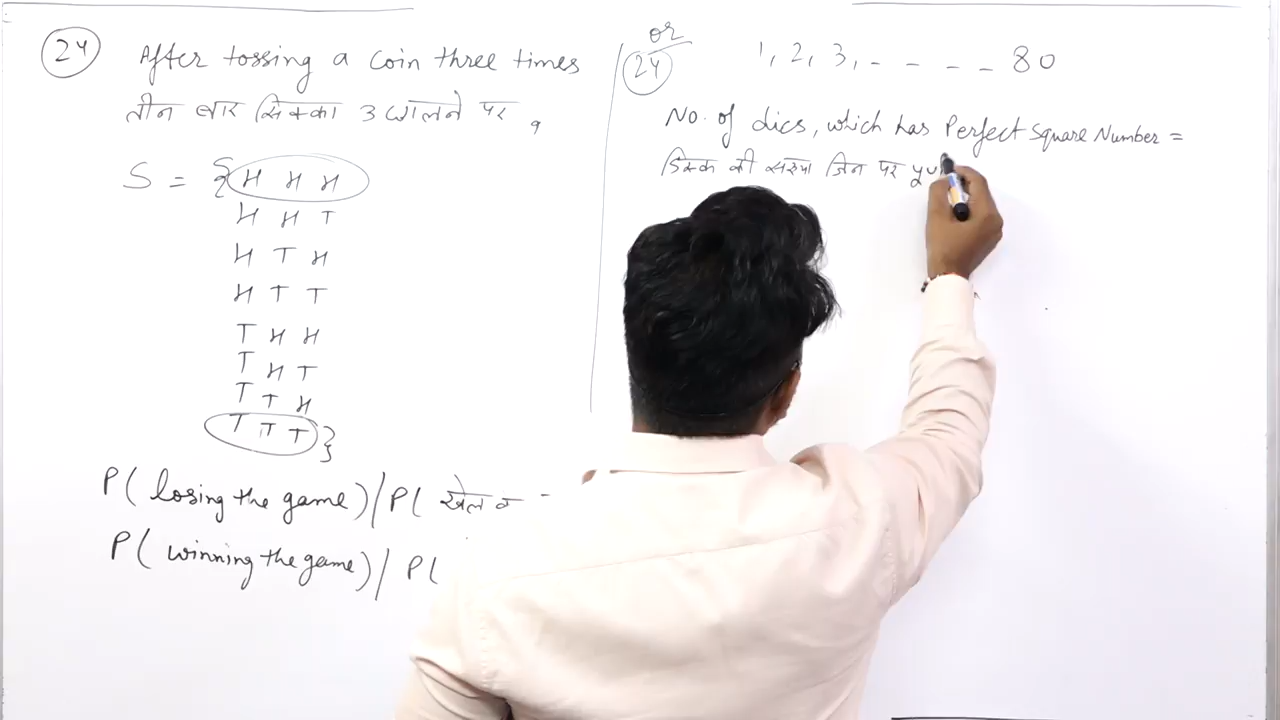 24 After tossing a coin three times
तीन बार सिक्का उछालने पर,
S = { H H H
H H T
H T H
H T T
T H H
T H T
T T H
T T T }
P( losing the game) / P( खेल
P( winning the game) / P(
or
24 1, 2, 3, - - - - 80
No. of dics, which has Perfect Square Number =
डिस्क की संख्या जिन पर